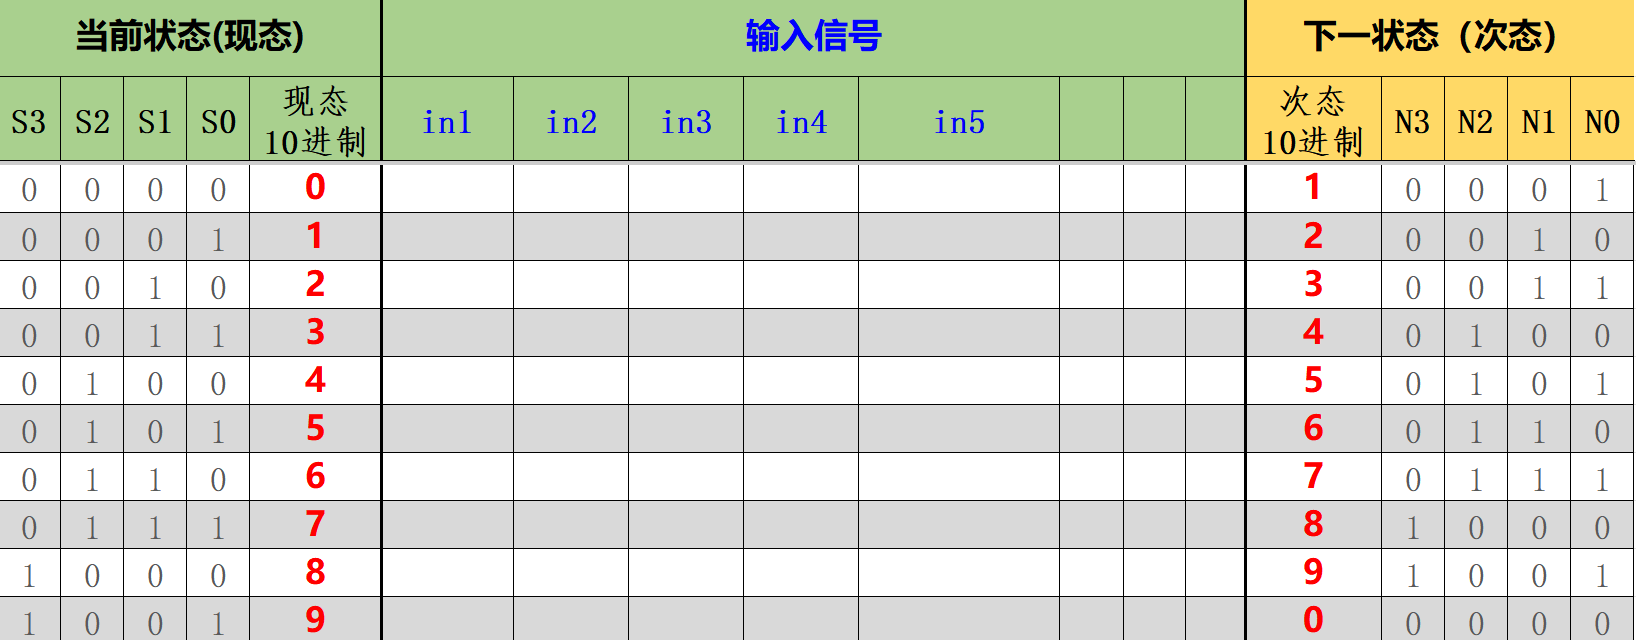 当前状态(现态) 输入信号 下一状态（次态）
S3 S2 S1 S0 现态 10进制 in1 in2 in3 in4 in5 次态 10进制 N3 N2 N1 N0
0 0 0 0 0 1 0 0 0 1
0 0 0 1 1 2 0 0 1 0
0 0 1 0 2 3 0 0 1 1
0 0 1 1 3 4 0 1 0 0
0 1 0 0 4 5 0 1 0 1
0 1 0 1 5 6 0 1 1 0
0 1 1 0 6 7 0 1 1 1
0 1 1 1 7 8 1 0 0 0
1 0 0 0 8 9 1 0 0 1
1 0 0 1 9 0 0 0 0 0